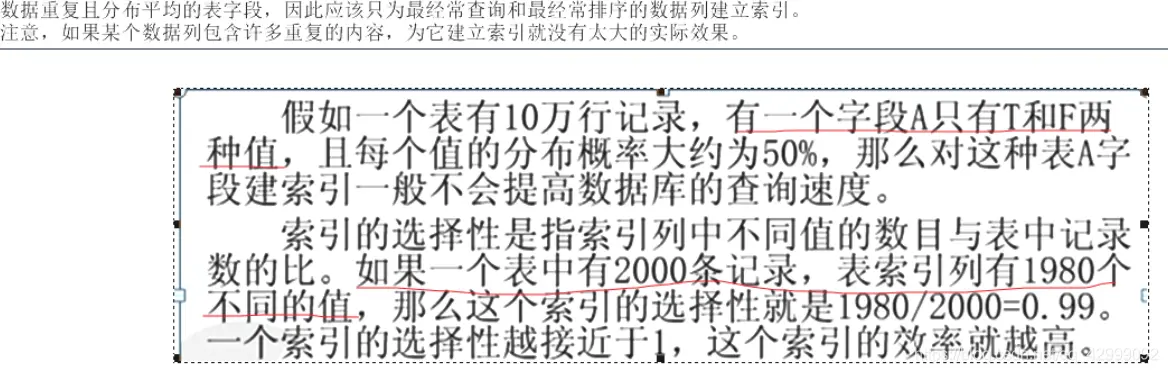 数据重复且分布平均的表字段，因此应该只为最经常查询和最经常排序的数据列建立索引。
注意，如果某个数据列包含许多重复的内容，为它建立索引就没有太大的实际效果。
假如一个表有10万行记录，有一个字段A只有T和F两
种值，且每个值的分布概率大约为50%，那么对这种表A字
段建索引一般不会提高数据库的查询速度。
索引的选择性是指索引列中不同值的数目与表中记录
数的比。如果一个表中有2000条记录，表索引列有1980个
不同的值，那么这个索引的选择性就是1980/2000=0.99。
一个索引的选择性越接近于1，这个索引的效率就越高。